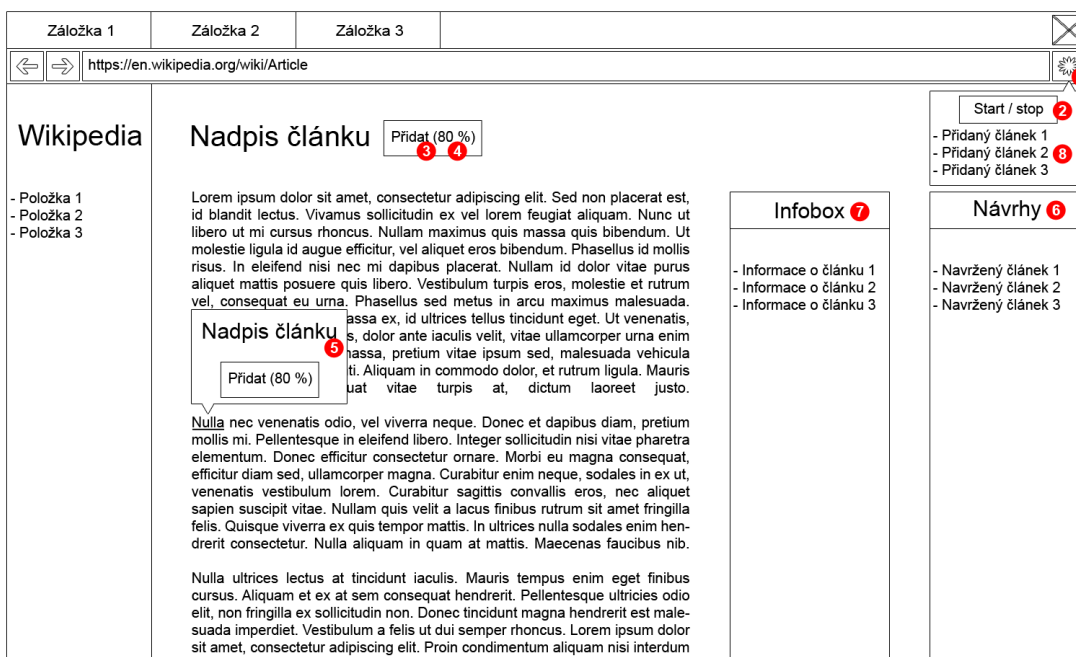 Záložka 1
Záložka 2
Záložka 3
https://en.wikipedia.org/wiki/Article
Start / stop 2
- Přidaný článek 1
- Přidaný článek 2 8
- Přidaný článek 3
Wikipedia
- Položka 1
- Položka 2
- Položka 3
Nadpis článku
Přidat (80 %)
3 4
Lorem ipsum dolor sit amet, consectetur adipiscing elit. Sed non placerat est,
id blandit lectus. Vivamus sollicitudin ex vel lorem feugiat aliquam. Nunc ut
libero ut mi cursus rhoncus. Nullam maximus quis massa quis bibendum. Ut
molestie ligula id augue efficitur, vel aliquet eros bibendum. Phasellus id mollis
risus. In eleifend nisi nec mi dapibus placerat. Nullam id dolor vitae purus
aliquet mattis posuere quis libero. Vestibulum turpis eros, molestie et rutrum
vel, consequat eu urna. Phasellus sed metus in arcu maximus malesuada.
ex, id ultrices tellus tincidunt eget. Ut venenatis,
dolor ante iaculis velit, vitae ullamcorper urna enim
pretium vitae ipsum sed, malesuada vehicula
Aliquam in commodo dolor, et rutrum ligula. Mauris
vitae turpis at, dictum laoreet justo.
Nadpis článku
5
Přidat (80 %)
Nulla nec venenatis odio, vel viverra neque. Donec et dapibus diam, pretium
mollis mi. Pellentesque in eleifend libero. Integer sollicitudin nisi vitae pharetra
elementum. Donec efficitur consectetur ornare. Morbi eu magna consequat,
efficitur diam sed, ullamcorper magna. Curabitur enim neque, sodales in ex ut,
venenatis vestibulum lorem. Curabitur sagittis convallis eros, nec aliquet
sapien suscipit vitae. Nullam quis velit a lacus finibus rutrum sit amet fringilla
felis. Quisque viverra ex quis tempor mattis. In ultrices nulla sodales enim hen-
drerit consectetur. Nulla aliquam in quam at mattis. Maecenas faucibus nib.
Nulla ultrices lectus at tincidunt iaculis. Mauris tempus enim eget finibus
cursus. Aliquam et ex at sem consequat hendrerit. Pellentesque ultricies odio
elit, non fringilla ex sollicitudin non. Donec tincidunt magna hendrerit est male-
suada imperdiet. Vestibulum a felis ut dui semper rhoncus. Lorem ipsum dolor
sit amet, consectetur adipiscing elit. Proin condimentum aliquam nisi interdum
Infobox 7
- Informace o článku 1
- Informace o článku 2
- Informace o článku 3
Návrhy 6
- Navržený článek 1
- Navržený článek 2
- Navržený článek 3